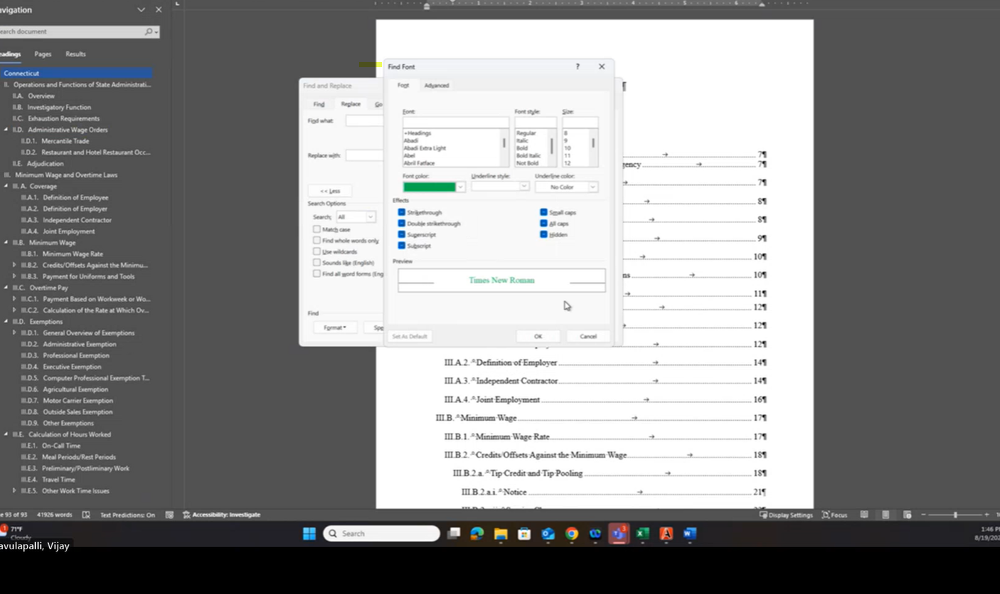 avigation
earch document
eadings Pages Results
Connecticut
II. Operations and Functions of State Administrati...
II.A. Overview
II.B. Investigatory Function
II.C. Exhaustion Requirements
II.D. Administrative Wage Orders
II.D.1. Mercantile Trade
II.D.2. Restaurant and Hotel Restaurant Occ...
II.E. Adjudication
III. Minimum Wage and Overtime Laws
III. A. Coverage
III.A.1. Definition of Employee
III.A.2. Definition of Employer
III.A.3. Independent Contractor
III.A.4. Joint Employment
III.B. Minimum Wage
III.B.1. Minimum Wage Rate
III.B.2. Credits/Offsets Against the Minimu...
III.B.3. Payment for Uniforms and Tools
III.C. Overtime Pay
III.C.1. Payment Based on Workweek or Wo...
III.C.2. Calculation of the Rate at Which Ov...
III.D. Exemptions
III.D.1. General Overview of Exemptions
III.D.2. Administrative Exemption
III.D.3. Professional Exemption
III.D.4. Executive Exemption
III.D.5. Computer Professional Exemption T...
III.D.6. Agricultural Exemption
III.D.7. Motor Carrier Exemption
III.D.8. Outside Sales Exemption
III.D.9. Other Exemptions
III.E. Calculation of Hours Worked
III.E.1. On-Call Time
III.E.2. Meal Periods/Rest Periods
III.E.3. Preliminary/Postliminary Work
III.E.4. Travel Time
III.E.5. Other Work Time Issues
1 2 3 4 5 6
Find and Replace
Find Replace Go
Find what:
Replace with:
<< Less
Search Options
Search: All
Match case
Find whole words only
Use wildcards
Sounds like (English)
Find all word forms (Eng
Find
Format Spe
Find Font ?
Font Advanced
Font: Font style: Size:
+Headings Regular 8
Abadi Italic 9
Abadi Extra Light Bold 10
Abel Bold Italic 11
Abril Fatface Not Bold 12
Font color: Underline style: Underline color:
No Color
Effects
Strikethrough Small caps
Double strikethrough All caps
Superscript Hidden
Subscript
Preview
Times New Roman
Set As Default OK Cancel
→ 7¶
ency → 7¶
→ 7¶
→ 8¶
→ 8¶
→ 9¶
→ 10¶
ns → 10¶
→ 11¶
→ 12¶
→ 12¶
→ 12¶
III.A.2. Definition of Employer → 14¶
III.A.3. Independent Contractor → 14¶
III.A.4. Joint Employment → 16¶
III.B. Minimum Wage → 17¶
III.B.1. Minimum Wage Rate → 17¶
III.B.2. Credits/Offsets Against the Minimum Wage → 18¶
III.B.2.a. Tip Credit and Tip Pooling → 18¶
III.B.2.a.i. Notice → 21¶
e 93 of 93 41926 words Text Predictions: On Accessibility: Investigate Display Settings Focus
71°F
Cloudy
Search
1:46 PM
8/19/202
avulapalli, Vijay